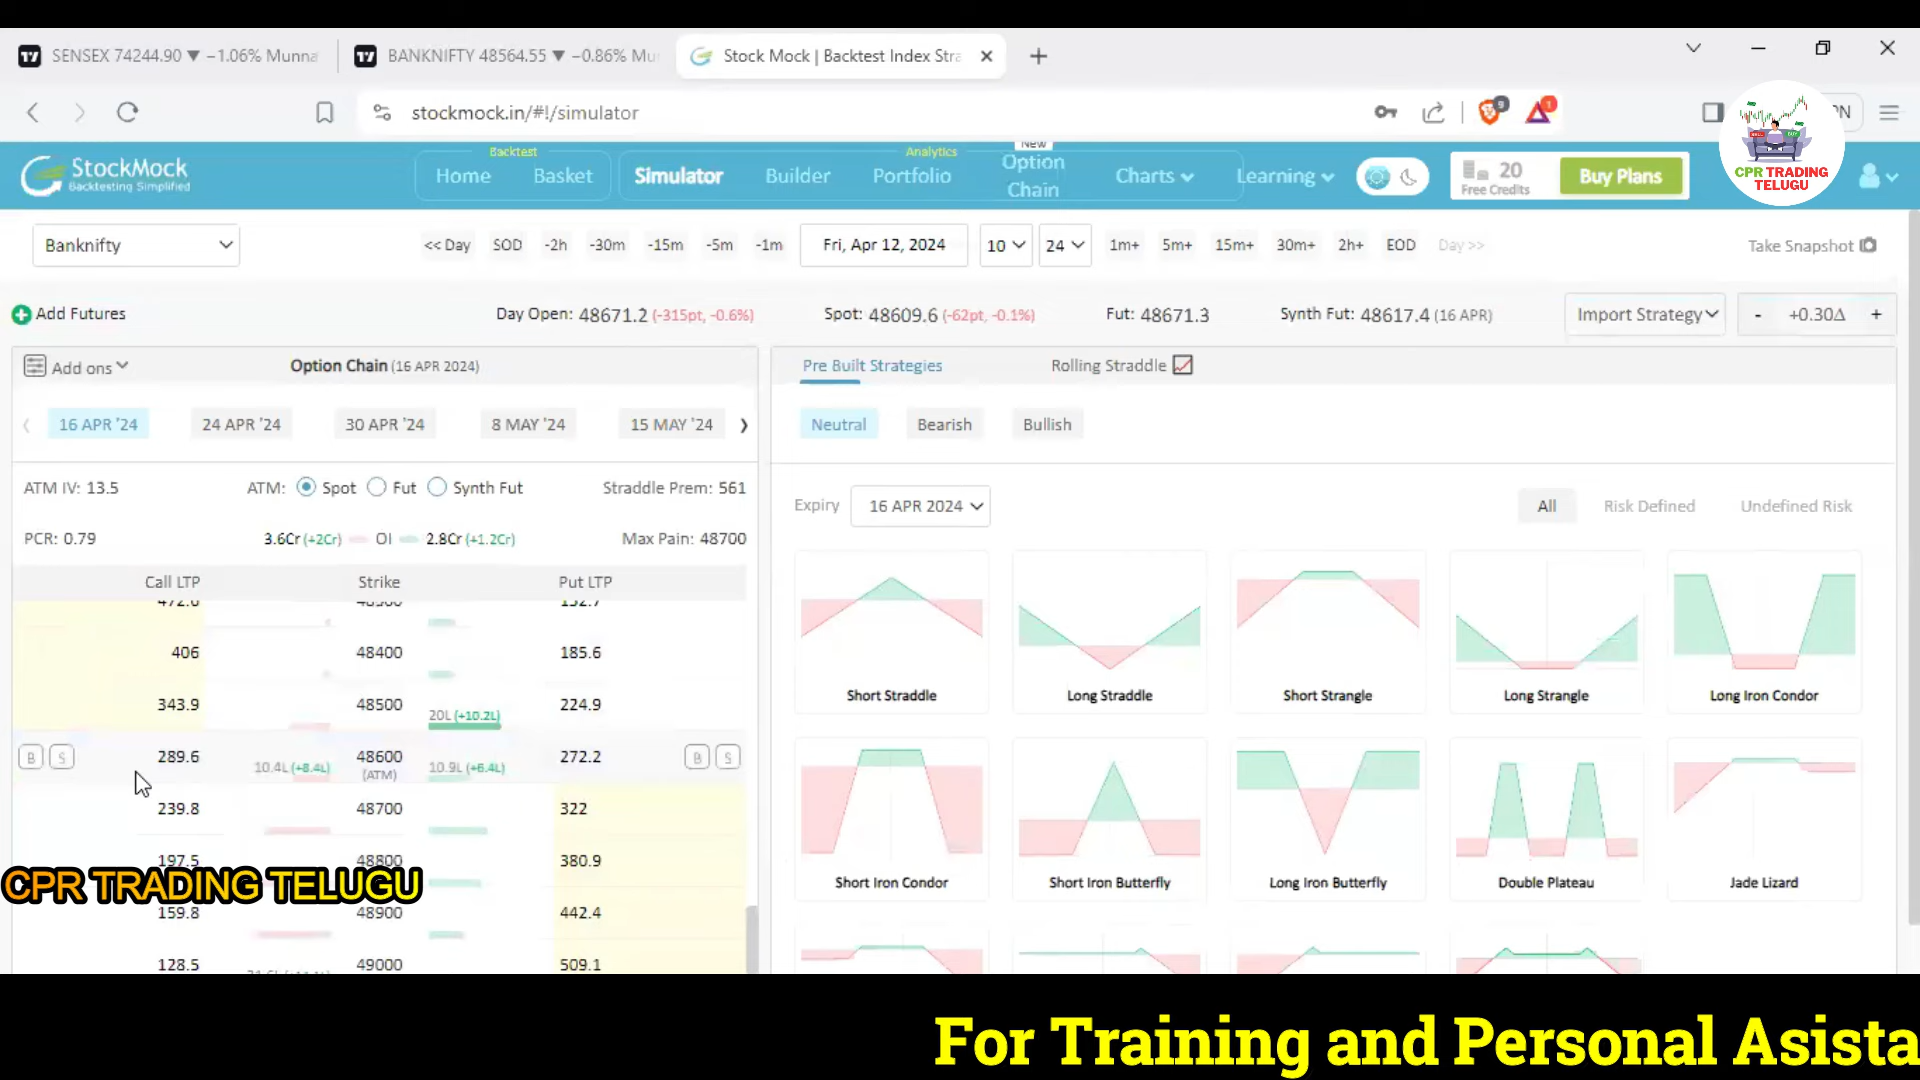 SENSEX 74244.90 ▼ −1.06% Munna
BANKNIFTY 48564.55 ▼ −0.86% Mu
Stock Mock | Backtest Index Stra
stockmock.in/#!/simulator
9
1
CPR TRADING
TELUGU
StockMock
Backtesting Simplified
Backtest
Home
Basket
Simulator
Builder
Analytics
Portfolio
New
Option
Chain
Charts
Learning
20
Free Credits
Buy Plans
Banknifty
<< Day
SOD
-2h
-30m
-15m
-5m
-1m
Fri, Apr 12, 2024
10
24
1m+
5m+
15m+
30m+
2h+
EOD
Day >>
Take Snapshot
Add Futures
Day Open: 48671.2 (-315pt, -0.6%)
Spot: 48609.6 (-62pt, -0.1%)
Fut: 48671.3
Synth Fut: 48617.4 (16 APR)
Import Strategy
- +0.30Δ +
Add ons
Option Chain (16 APR 2024)
16 APR '24
24 APR '24
30 APR '24
8 MAY '24
15 MAY '24
ATM IV: 13.5
ATM: Spot Fut Synth Fut
Straddle Prem: 561
PCR: 0.79
3.6Cr (+2Cr) OI 2.8Cr (+1.2Cr)
Max Pain: 48700
Call LTP Strike Put LTP
406 48400 185.6
343.9 48500 20L (+10.2L) 224.9
B S 289.6 10.4L (+8.4L) 48600 10.9L (+6.4L) 272.2 B S
(ATM)
239.8 48700 322
197.5 48800 380.9
CPR TRADING TELUGU
159.8 48900 442.4
128.5 49000 509.1
Pre Built Strategies
Rolling Straddle
Neutral
Bearish
Bullish
Expiry 16 APR 2024
All
Risk Defined
Undefined Risk
Short Straddle
Long Straddle
Short Strangle
Long Strangle
Long Iron Condor
Short Iron Condor
Short Iron Butterfly
Long Iron Butterfly
Double Plateau
Jade Lizard
For Training and Personal Asista